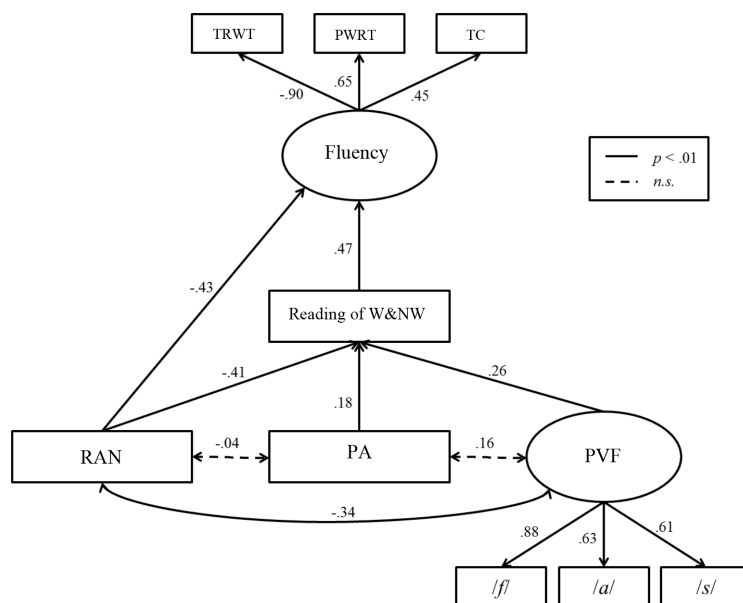 TRWT
PWRT
TC
-.90
.65
.45
Fluency
p < .01
n.s.
.47
-.43
Reading of W&NW
-.41
.26
.18
RAN
-.04
PA
.16
PVF
-.34
.88
.63
.61
/f/
/a/
/s/